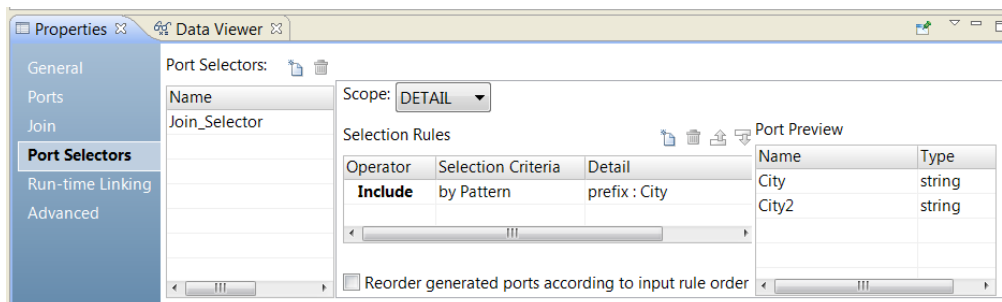 Properties Data Viewer
General
Ports
Join
Port Selectors
Run-time Linking
Advanced
Port Selectors:
Name
Join_Selector
Scope: DETAIL
Selection Rules
Operator Selection Criteria Detail
Include by Pattern prefix : City
Reorder generated ports according to input rule order
Port Preview
Name Type
City string
City2 string